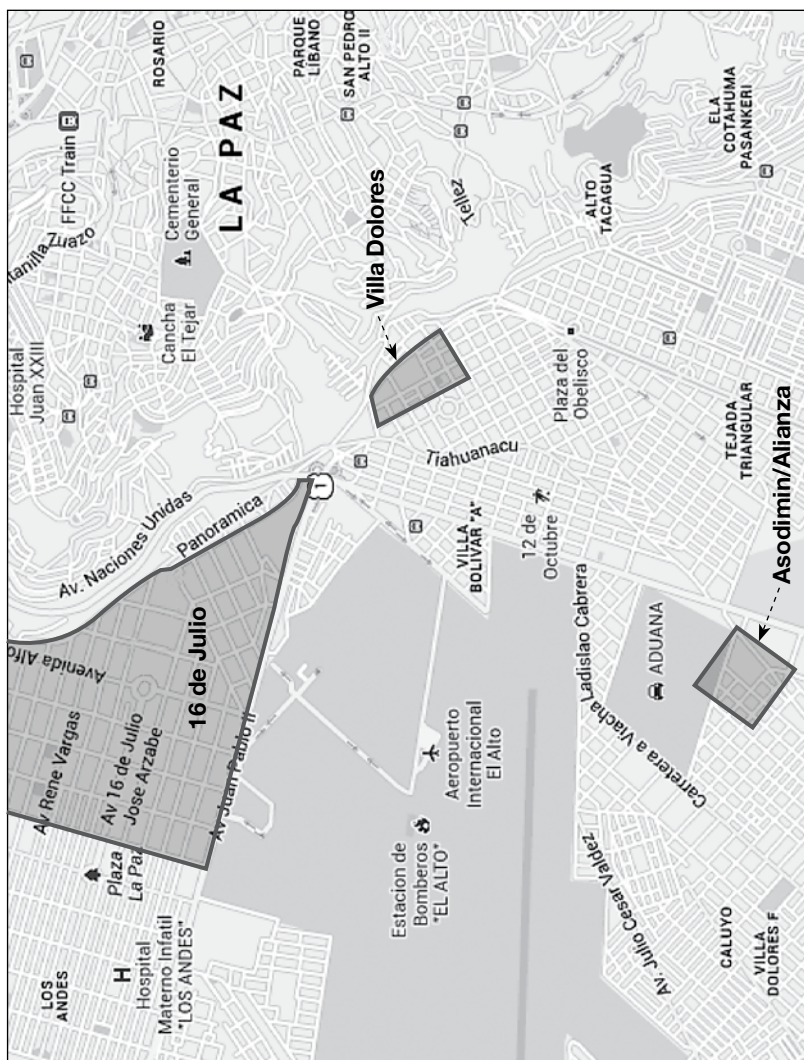 Hospital
Juan XXIII
LOS
ANDES
Av Rene Vargas
Zuazo
FFCC Train
Av. Naciones Unidas
Avenida Alfo
Plaza
La Paz
Av 16 de Julio
Jose Arzabe
H
Hospital
Materno Infatil
"LOS ANDES"
Cancha
El Tejar
Cementerio
General
ROSARIO
Panoramica
16 de Julio
Av Juan Pablo II
LA PAZ
PARQUE
LIBANO
SAN PEDRO
ALTO II
1
Villa Dolores
Estacion de
Bomberos
"EL ALTO"
Aeropuerto
Internacional
El Alto
Tiahuanacu
Tellez
VILLA
BOLIVAR "A"
12 de
Octubre
Plaza del
Obelisco
ALTO
TACAGUA
Ladislao Cabrera
Av. Julio Cesar Valdez
Carretera a Viacha
ADUANA
ELA
COTAHUMA
PASANKERI
TEJADA
TRIANGULAR
CALUYO
VILLA
DOLORES F
Asodimin/Alianza